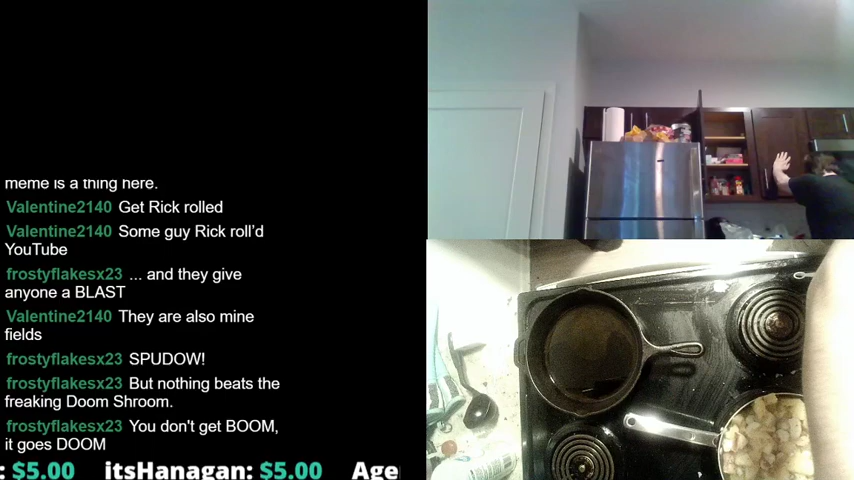 meme is a thing here.
Valentine2140 Get Rick rolled
Valentine2140 Some guy Rick roll'd
YouTube
frostyflakesx23 ... and they give
anyone a BLAST
Valentine2140 They are also mine
fields
frostyflakesx23 SPUDOW!
frostyflakesx23 But nothing beats the
freaking Doom Shroom.
frostyflakesx23 You don't get BOOM,
it goes DOOM
: $5.00 itsHanagan: $5.00 Age